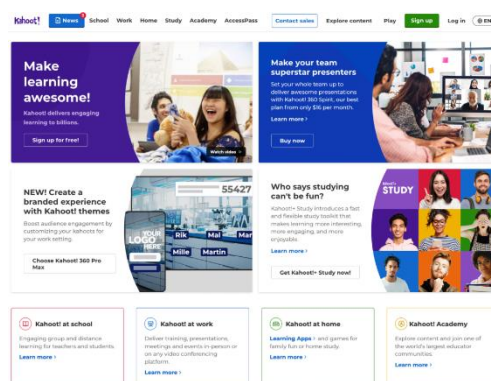 Kahoot! News School Work Home Study Academy AccessPass Contact sales Explore content Play Sign up Log in EN
Make
learning
awesome!
Kahoot! delivers engaging
learning to billions.
Sign up for free!
Watch video
Make your team
superstar presenters
Set your whole team up to
deliver awesome presentations
with Kahoot! 360 Spirit, our best
plan from only $16 per month.
Learn more ›
Buy now
NEW! Create a
branded experience
with Kahoot! themes
Boost audience engagement by
customizing your kahoots for
your work setting.
Choose Kahoot! 360 Pro
Max
55427
YOUR
LOGO
HERE
Rik Mai Mar
Mille Martin
Who says studying
can't be fun?
Kahoot!+ Study introduces a fast
and flexible study toolkit that
makes learning more interesting,
more engaging, and more
enjoyable.
Learn more ›
Get Kahoot!+ Study now!
STUDY
Kahoot! at school
Engaging group and distance
learning for teachers and students.
Learn more ›
Kahoot! at work
Deliver training, presentations,
meetings and events in person or
on any video conferencing
platform.
Learn more ›
Kahoot! at home
Learning Apps › and games for
family fun or home study.
Learn more ›
Kahoot! Academy
Explore content and join one of
the world's largest educator
communities.
Learn more ›